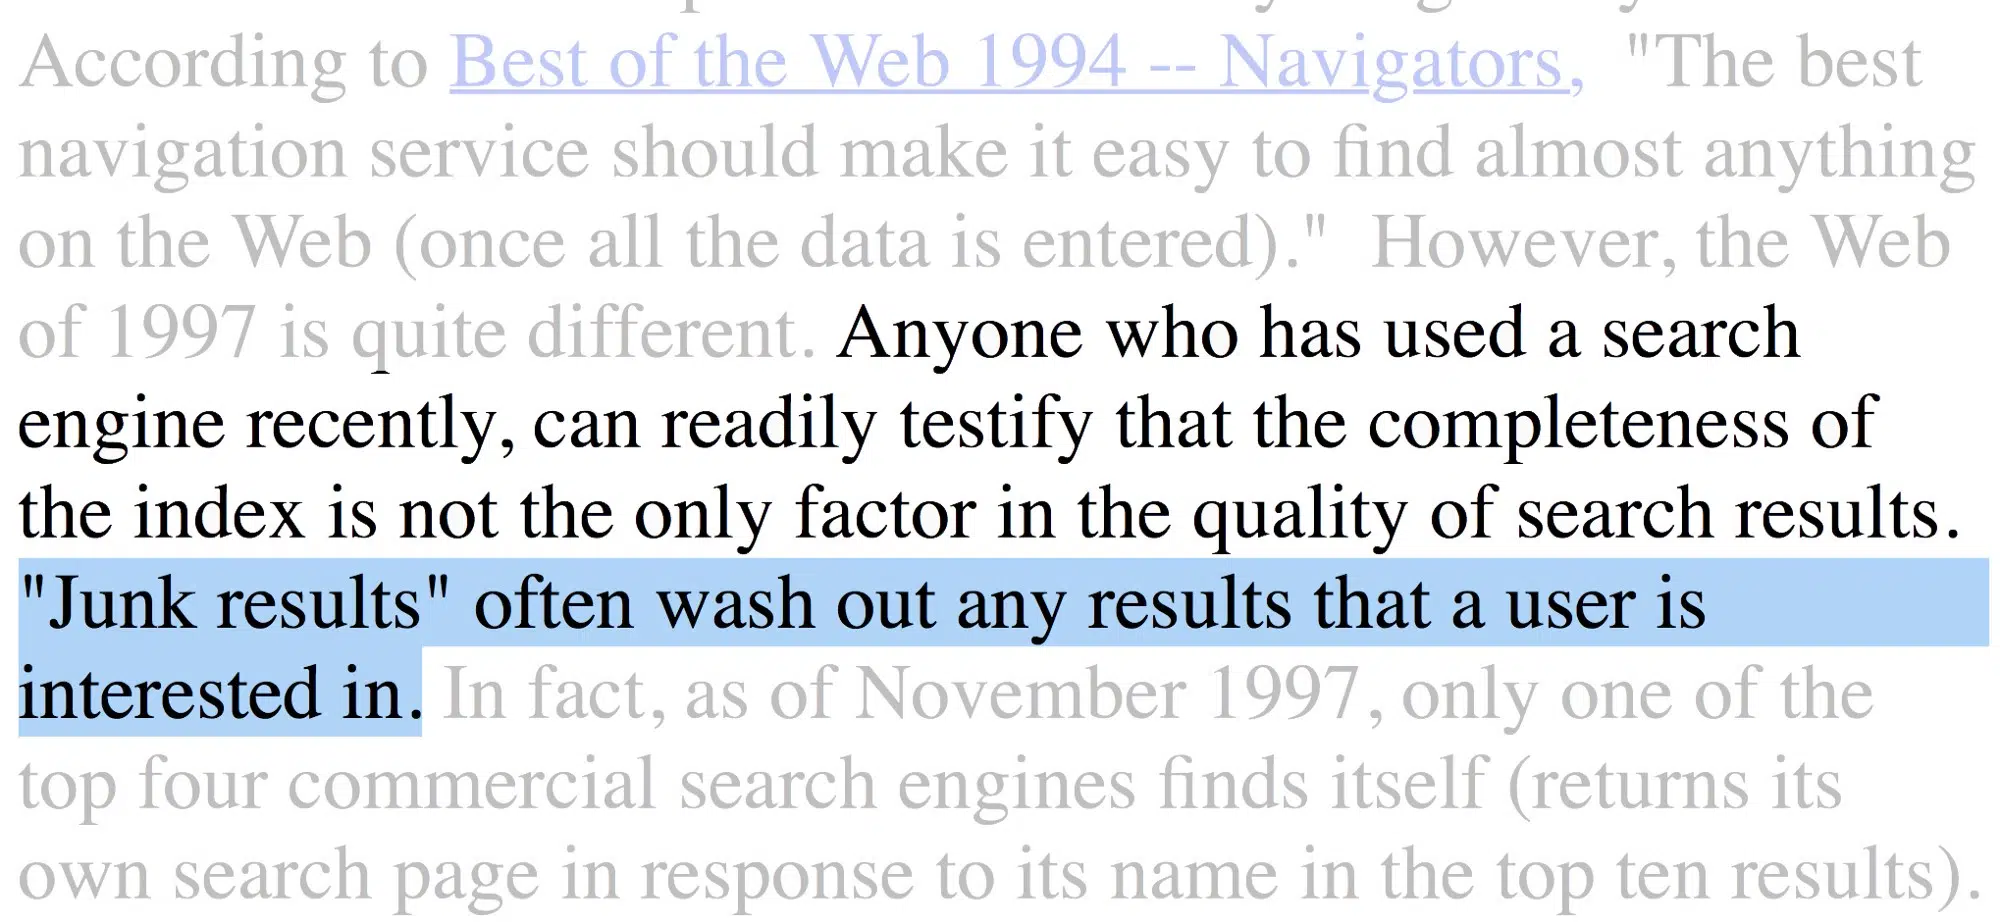 According to Best of the Web 1994 -- Navigators,  "The best
navigation service should make it easy to find almost anything
on the Web (once all the data is entered)."  However, the Web
of 1997 is quite different. Anyone who has used a search
engine recently, can readily testify that the completeness of
the index is not the only factor in the quality of search results.
"Junk results" often wash out any results that a user is
interested in. In fact, as of November 1997, only one of the
top four commercial search engines finds itself (returns its
own search page in response to its name in the top ten results).